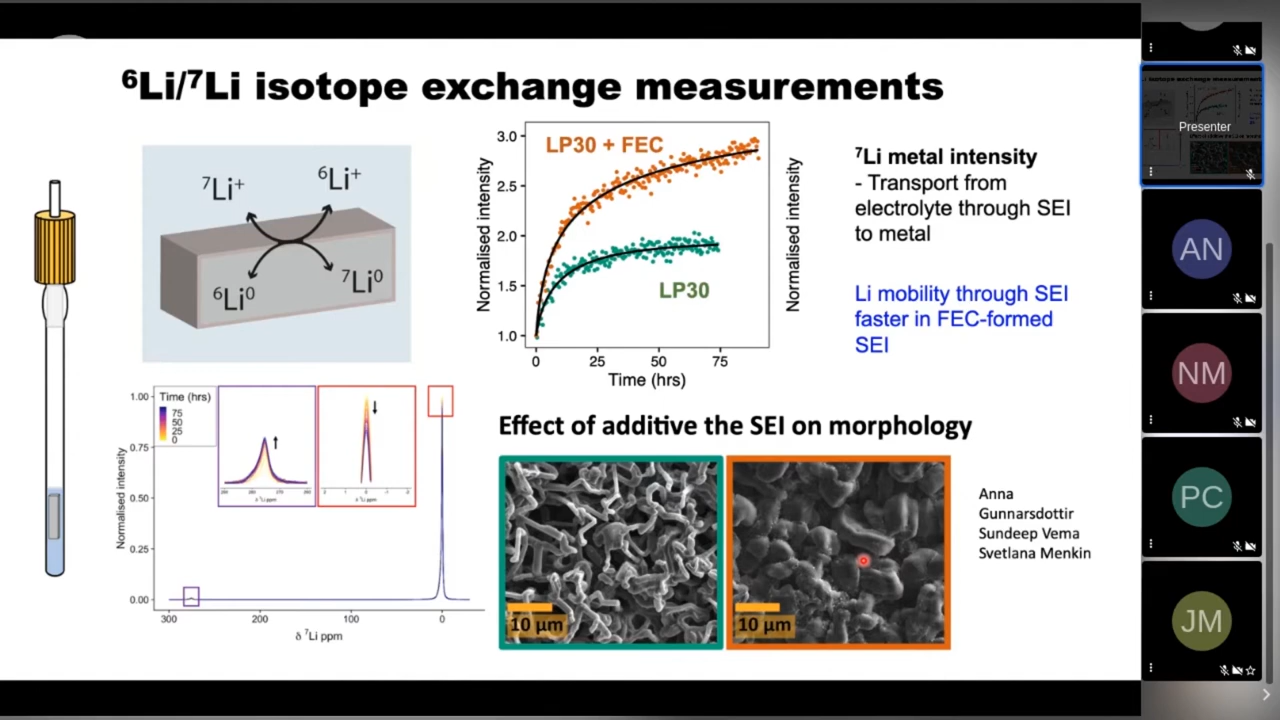 ⁶Li/⁷Li isotope exchange measurements
⁷Li⁺
⁶Li⁺
⁶Li⁰
⁷Li⁰
Normalised intensity
3.0
2.5
2.0
1.5
1.0
LP30 + FEC
LP30
0
25
50
75
Time (hrs)
Normalised intensity
⁷Li metal intensity
- Transport from
electrolyte through SEI
to metal
Li mobility through SEI
faster in FEC-formed
SEI
Normalised intensity
1.00
0.75
0.50
0.25
0.00
Time (hrs)
75
50
25
0
δ ⁷Li ppm
δ ⁷Li ppm
300
200
100
0
δ ⁷Li ppm
Effect of additive the SEI on morphology
10 µm
10 µm
Anna
Gunnarsdottir
Sundeep Vema
Svetlana Menkin
Presenter
AN
NM
PC
JM